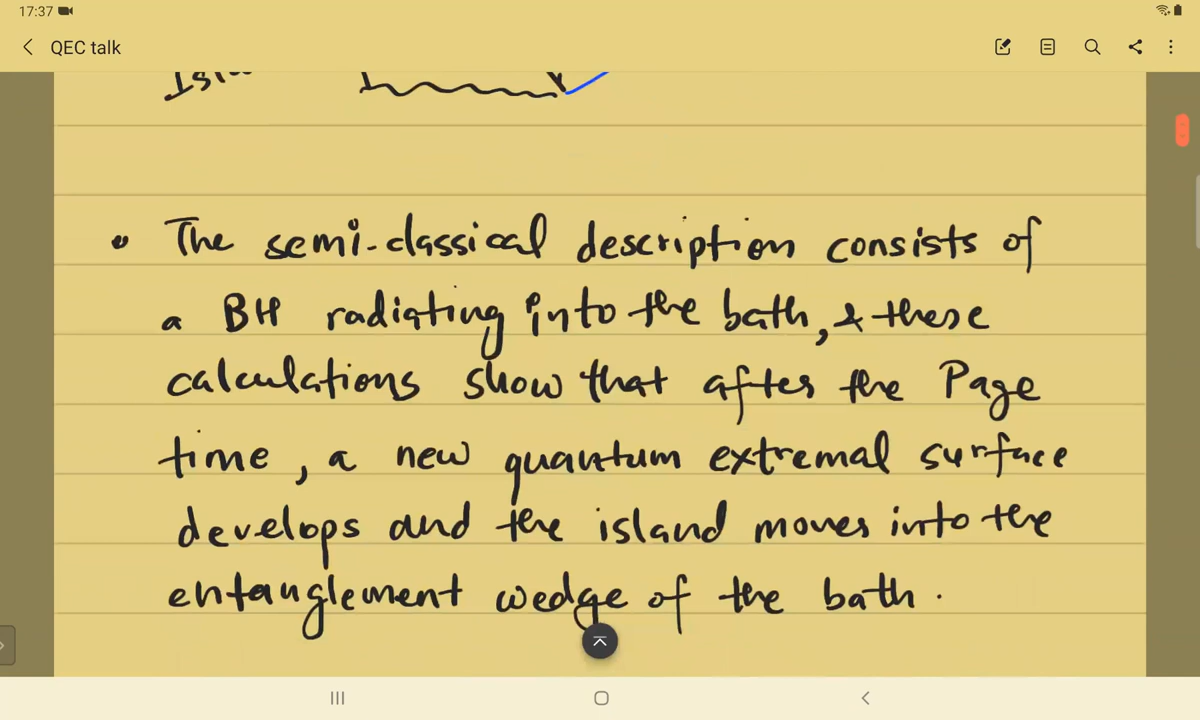 17:37
QEC talk
• The semi-classical description consists of
a BH radiating into the bath, & these
calculations show that after the Page
time, a new quantum extremal surface
develops and the island moves into the
entanglement wedge of the bath.